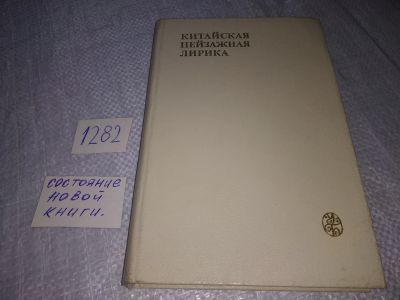 КИТАЙСКАЯ
ПЕЙЗАЖНАЯ
ЛИРИКА
1282
состояние
новой
книги.